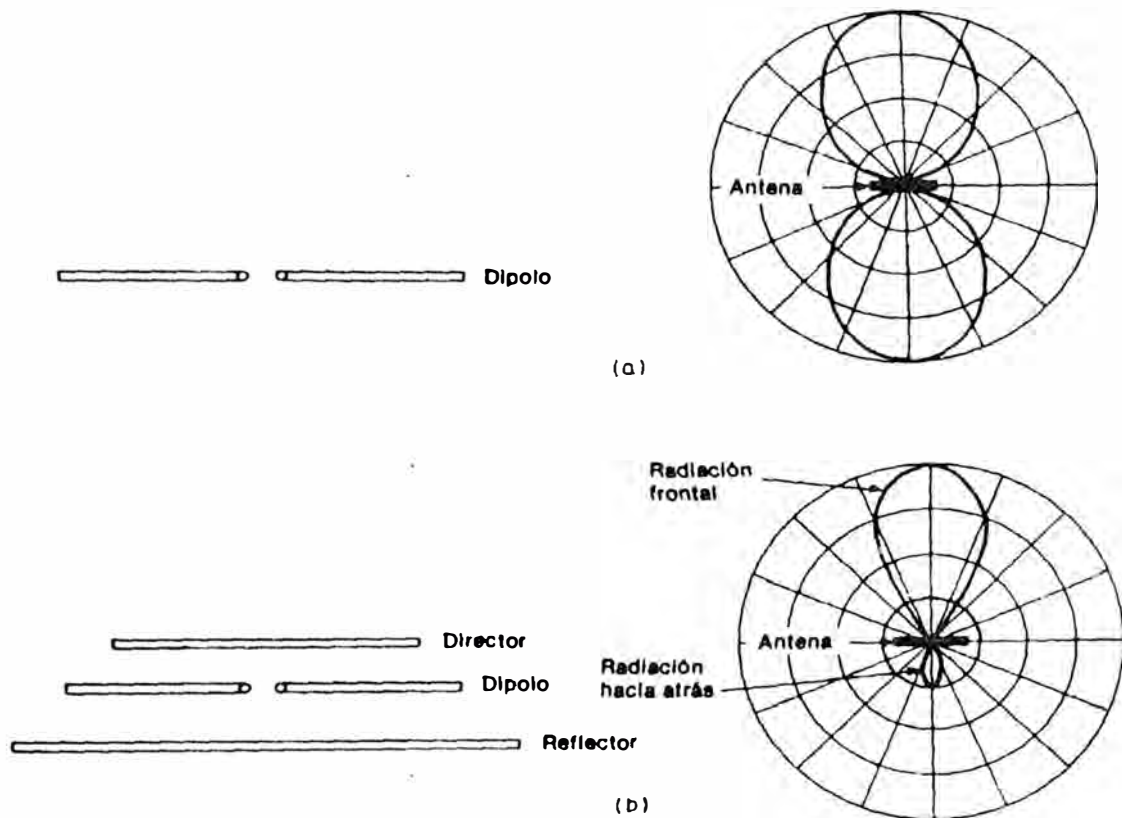 Antena
Dipolo
(a)
Radiación
frontal
Director
Antena
Dipolo
Radiación
hacia atrás
Reflector
(b)